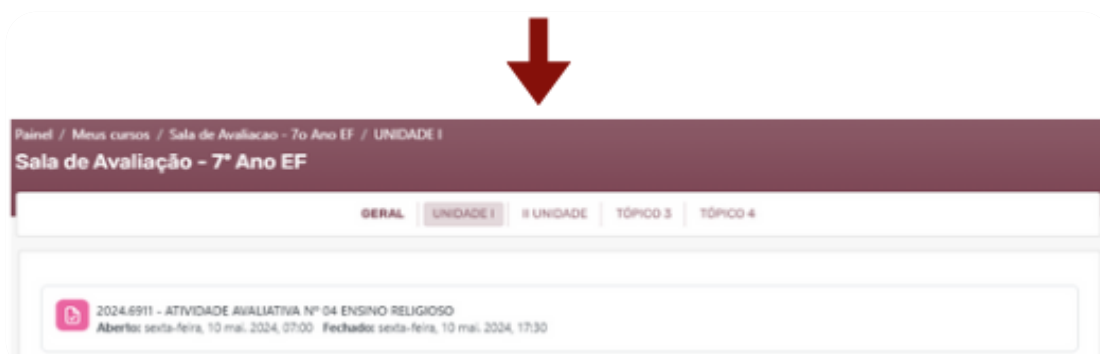 Painel / Meus cursos / Sala de Avaliacao - 7o Ano EF / UNIDADE I
Sala de Avaliação - 7º Ano EF
GERAL UNIDADE I II UNIDADE TÓPICO 3 TÓPICO 4
2024.6911 - ATIVIDADE AVALIATIVA Nº 04 ENSINO RELIGIOSO
Aberto: sexta-feira, 10 mai. 2024, 07:00 Fechado: sexta-feira, 10 mai. 2024, 17:30